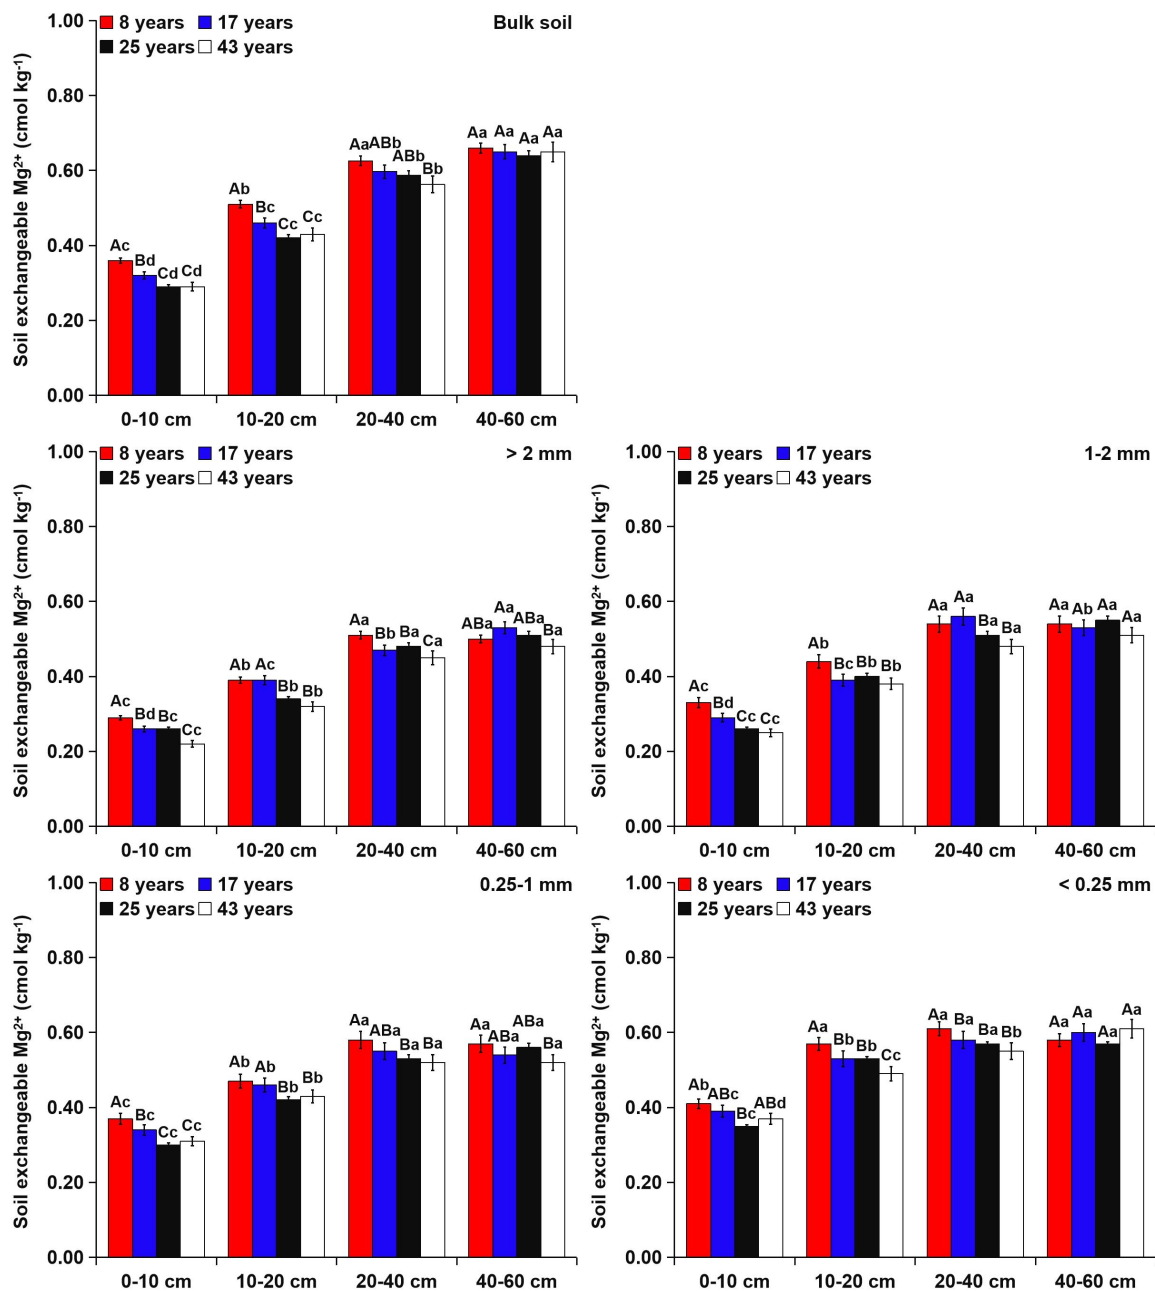 1.00
8 years
17 years
Bulk soil
25 years
43 years
0.80
0.60
0.40
0.20
0.00
Soil exchangeable Mg²⁺ (cmol kg⁻¹)
Aa
ABb
ABb
Bb
Aa
Aa
Aa
Aa
Ab
Bc
Cc
Cc
Ac
Bd
Cd
Cd
0-10 cm
10-20 cm
20-40 cm
40-60 cm
1.00
8 years
17 years
> 2 mm
25 years
43 years
0.80
0.60
0.40
0.20
0.00
Soil exchangeable Mg²⁺ (cmol kg⁻¹)
Ac
Bd
Bc
Cc
Ab
Ac
Bb
Bb
Aa
Bb
Ba
Ca
ABa
Aa
ABa
Ba
0-10 cm
10-20 cm
20-40 cm
40-60 cm
1.00
8 years
17 years
1-2 mm
25 years
43 years
0.80
0.60
0.40
0.20
0.00
Soil exchangeable Mg²⁺ (cmol kg⁻¹)
Ac
Bd
Cc
Cc
Ab
Bc
Bb
Bb
Aa
Aa
Ba
Ba
Aa
Ab
Aa
Aa
0-10 cm
10-20 cm
20-40 cm
40-60 cm
1.00
8 years
17 years
0.25-1 mm
25 years
43 years
0.80
0.60
0.40
0.20
0.00
Soil exchangeable Mg²⁺ (cmol kg⁻¹)
Ac
Bc
Cc
Cc
Ab
Ab
Bb
Bb
Aa
ABa
Ba
Ba
Aa
ABa
ABa
Ba
0-10 cm
10-20 cm
20-40 cm
40-60 cm
1.00
8 years
17 years
< 0.25 mm
25 years
43 years
0.80
0.60
0.40
0.20
0.00
Soil exchangeable Mg²⁺ (cmol kg⁻¹)
Ab
ABc
Bc
ABd
Aa
Bb
Bb
Cc
Aa
Ba
Ba
Bb
Aa
Aa
Aa
Aa
0-10 cm
10-20 cm
20-40 cm
40-60 cm